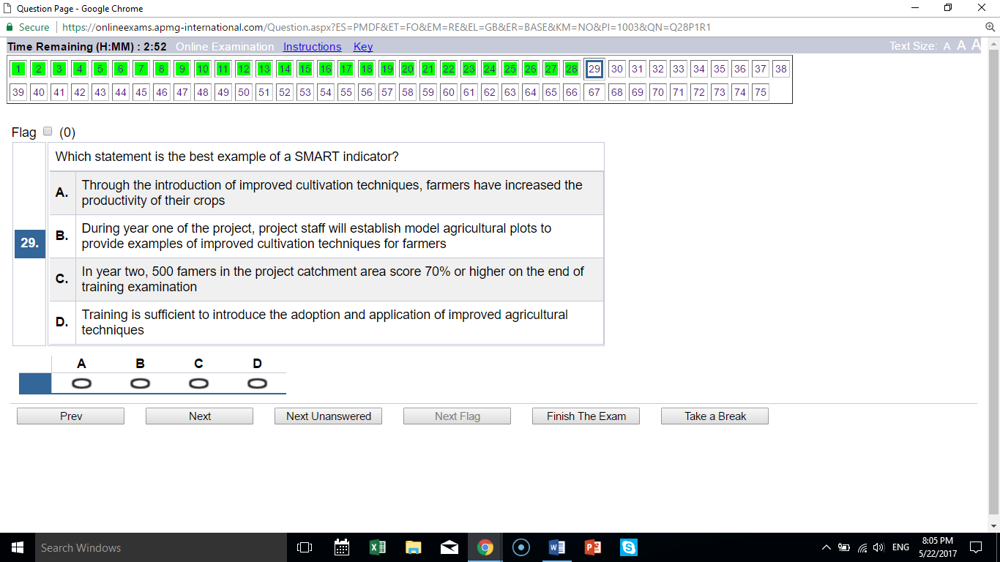 Question Page - Google Chrome
Secure https://onlineexams.apmg-international.com/Question.aspx?ES=PMDF&ET=FO&EM=RE&EL=GB&ER=BASE&KM=NO&PI=1003&QN=Q28P1R1
Time Remaining (H:MM) : 2:52 Online Examination Instructions Key Text Size: A A A
1 2 3 4 5 6 7 8 9 10 11 12 13 14 15 16 17 18 19 20 21 22 23 24 25 26 27 28 29 30 31 32 33 34 35 36 37 38
39 40 41 42 43 44 45 46 47 48 49 50 51 52 53 54 55 56 57 58 59 60 61 62 63 64 65 66 67 68 69 70 71 72 73 74 75
Flag (0)
Which statement is the best example of a SMART indicator?
29.
A. Through the introduction of improved cultivation techniques, farmers have increased the
productivity of their crops
B. During year one of the project, project staff will establish model agricultural plots to
provide examples of improved cultivation techniques for farmers
C. In year two, 500 famers in the project catchment area score 70% or higher on the end of
training examination
D. Training is sufficient to introduce the adoption and application of improved agricultural
techniques
A B C D
Prev Next Next Unanswered Next Flag Finish The Exam Take a Break
Search Windows
ENG
8:05 PM
5/22/2017